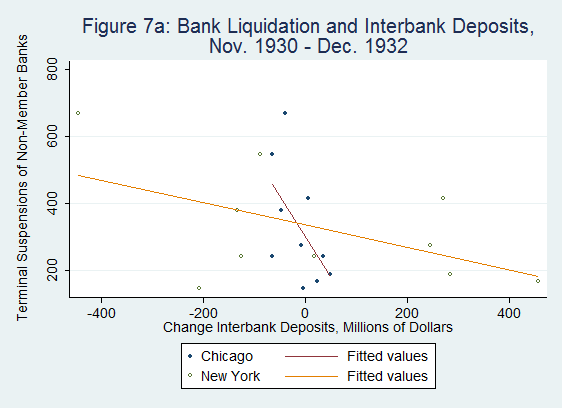 Figure 7a: Bank Liquidation and Interbank Deposits,
Nov. 1930 - Dec. 1932
Terminal Suspensions of Non-Member Banks
800
600
400
200
-400 -200 0 200 400
Change Interbank Deposits, Millions of Dollars
Chicago Fitted values
New York Fitted values